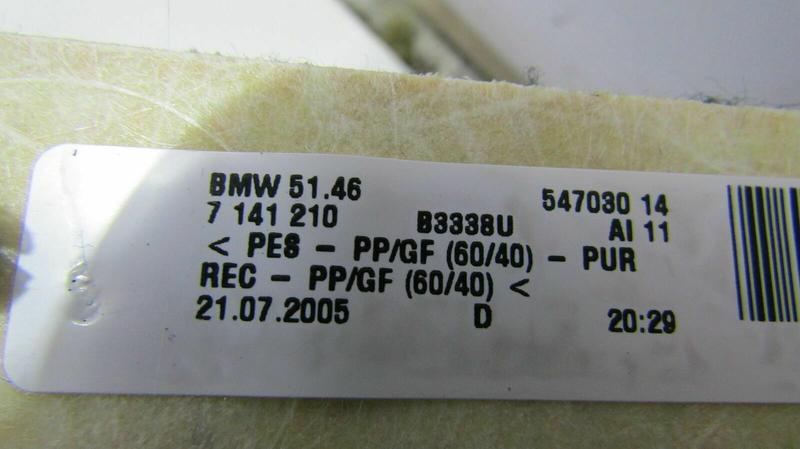 BMW 51.46 547030 14
7 141 210 B3338U AI 11
< PES - PP/GF (60/40) - PUR
REC - PP/GF (60/40) <
21.07.2005 D 20:29